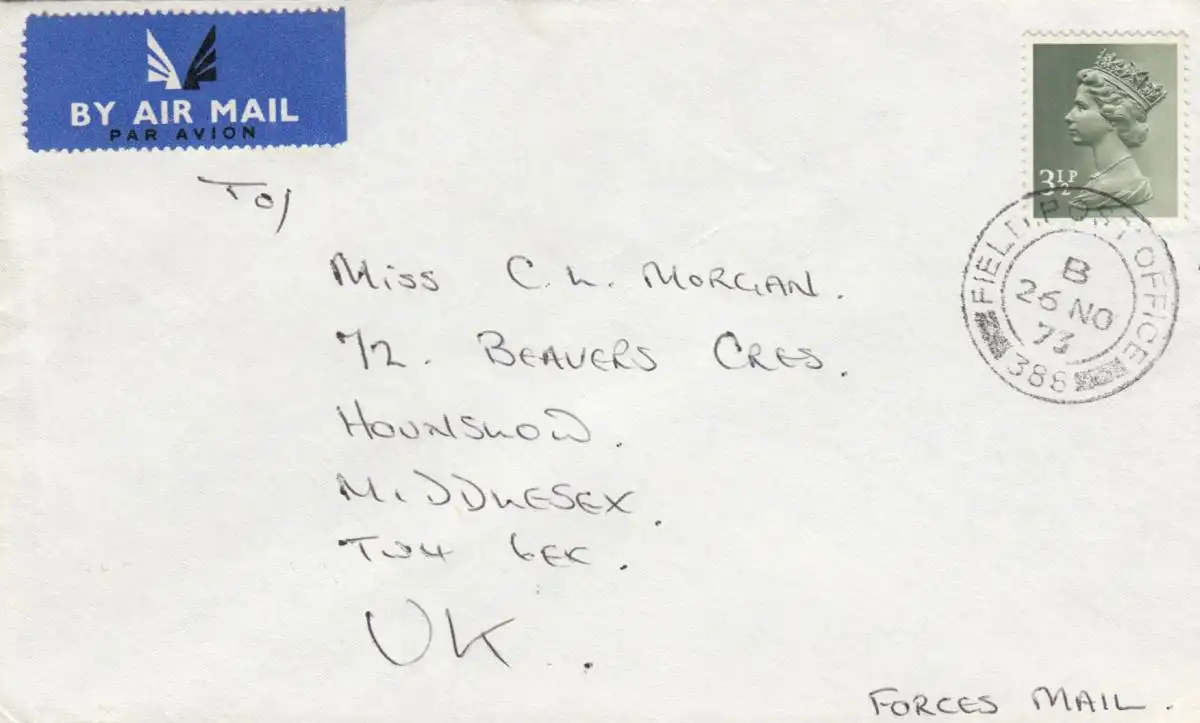 BY AIR MAIL
PAR AVION
3½P
FIELD POST OFFICE
B
26 NO
73
388
To/
MISS C. L. MORGAN.
72. BEAVERS CRES.
HOUNSLOW.
MIDDLESEX.
TW4 6EK.
UK.
FORCES MAIL.